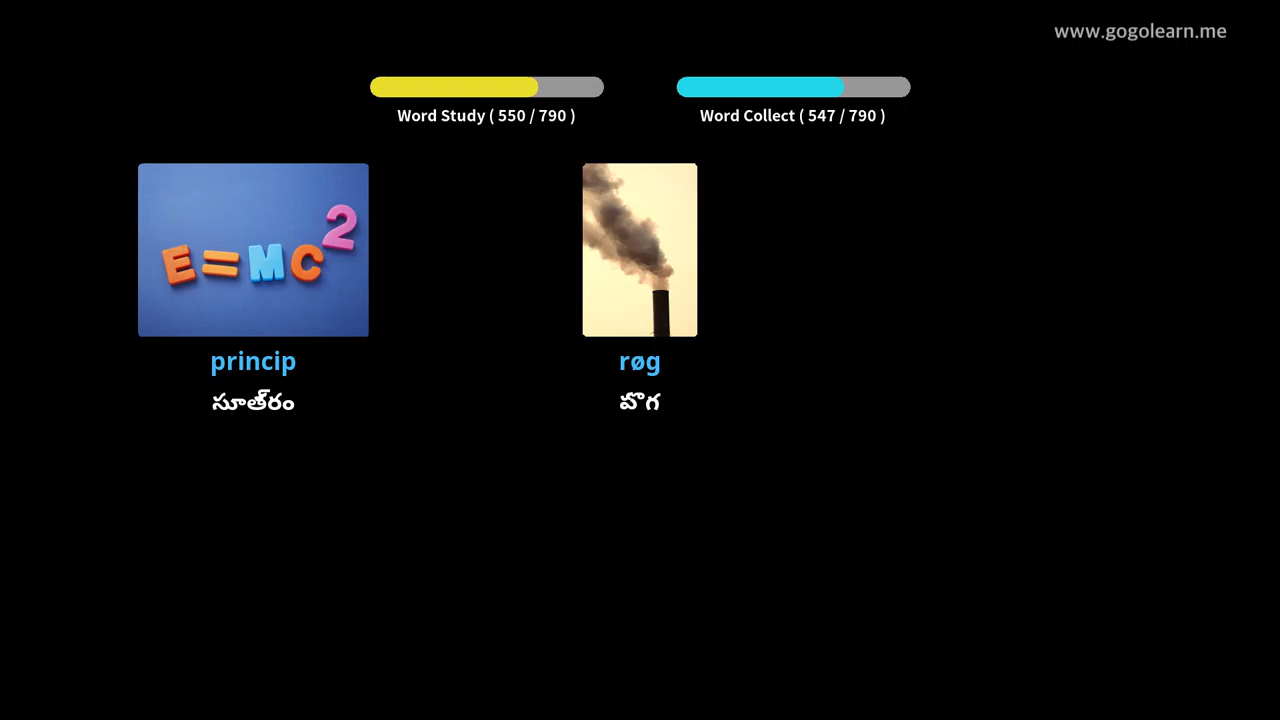 www.gogolearn.me
Word Study ( 550 / 790 )
Word Collect ( 547 / 790 )
E=MC2
princip
røg
సూత్రం
పొగ